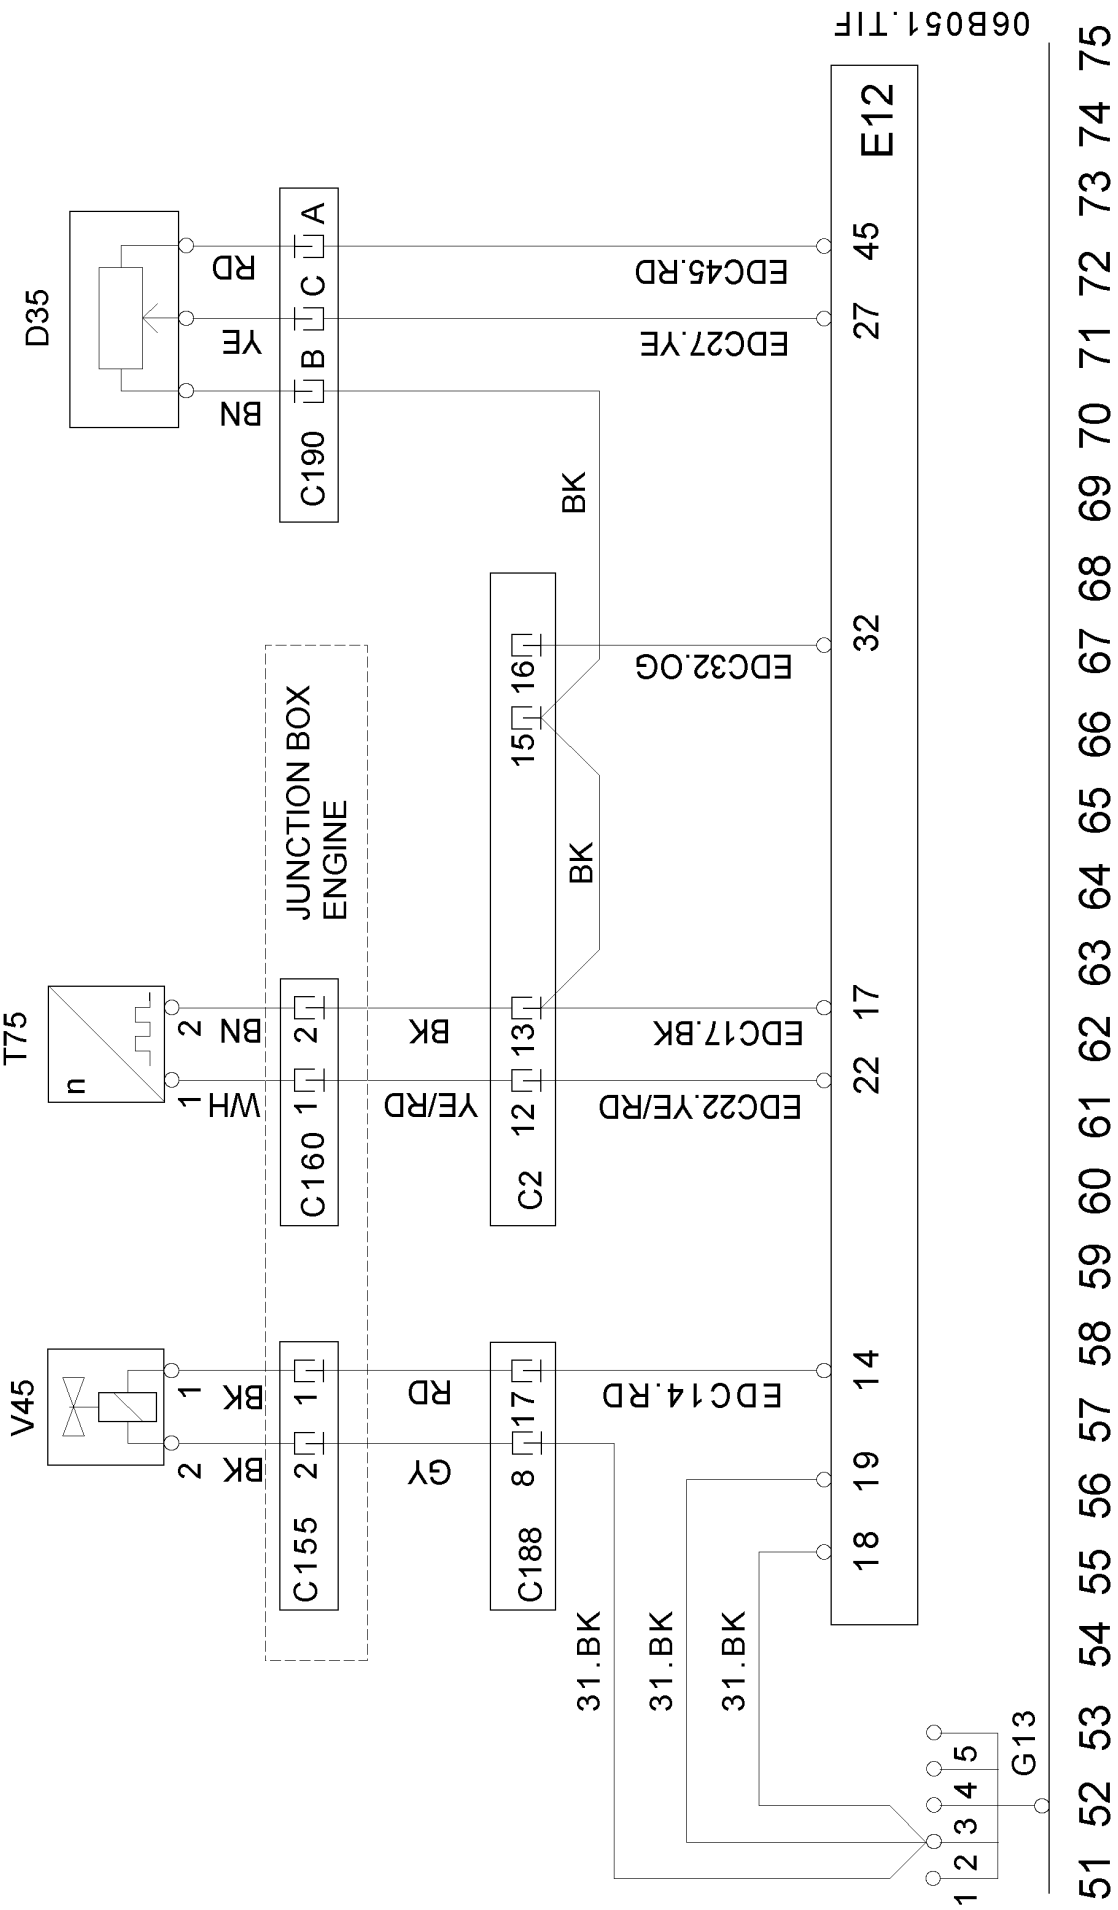 V45
T75
n
D35
2
1
1
2
BK
BK
WH
BN
BN
YE
RD
C155
2
1
C160
1
2
JUNCTION BOX
ENGINE
C190
B
C
A
GY
RD
YE/RD
BK
C188
8
17
C2
12
13
15
16
31.BK
31.BK
31.BK
BK
BK
EDC14.RD
EDC22.YE/RD
EDC17.BK
EDC32.OG
EDC27.YE
EDC45.RD
18
19
14
22
17
32
27
45
E12
1
2
3
4
5
G13
06B051.TIF
51 52 53 54 55 56 57 58 59 60 61 62 63 64 65 66 67 68 69 70 71 72 73 74 75